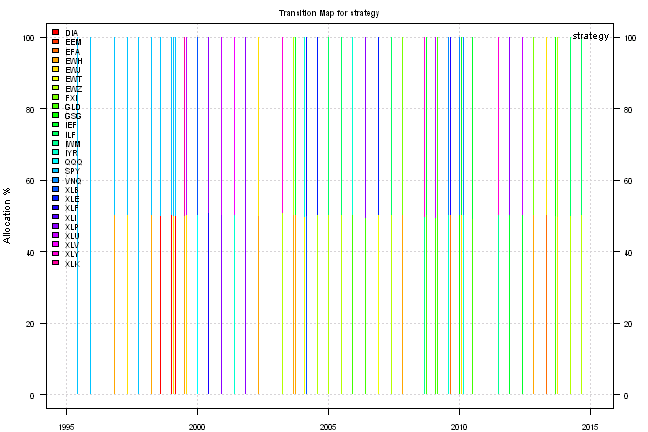 Transition Map for strategy
strategy
Allocation %
100
80
60
40
20
0
DIA
EEM
EFA
EWH
EWJ
EWT
EWZ
FXI
GLD
GSG
IEF
ILF
IWM
IYR
QQQ
SPY
VNQ
XLB
XLE
XLF
XLI
XLP
XLU
XLV
XLY
XLK
100
80
60
40
20
0
1995
2000
2005
2010
2015